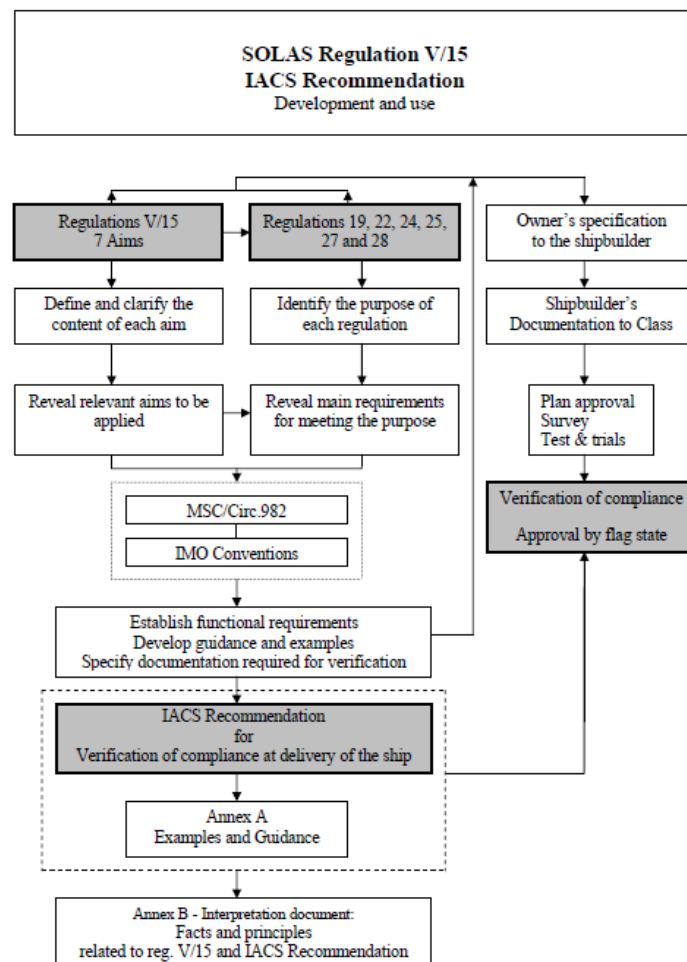 SOLAS Regulation V/15
IACS Recommendation
Development and use
Regulations V/15
7 Aims
Regulations 19, 22, 24, 25,
27 and 28
Owner's specification
to the shipbuilder
Define and clarify the
content of each aim
Identify the purpose of
each regulation
Shipbuilder's
Documentation to Class
Reveal relevant aims to be
applied
Reveal main requirements
for meeting the purpose
Plan approval
Survey
Test & trials
MSC/Circ.982
IMO Conventions
Verification of compliance
Approval by flag state
Establish functional requirements
Develop guidance and examples
Specify documentation required for verification
IACS Recommendation
for
Verification of compliance at delivery of the ship
Annex A
Examples and Guidance
Annex B - Interpretation document:
Facts and principles
related to reg. V/15 and IACS Recommendation